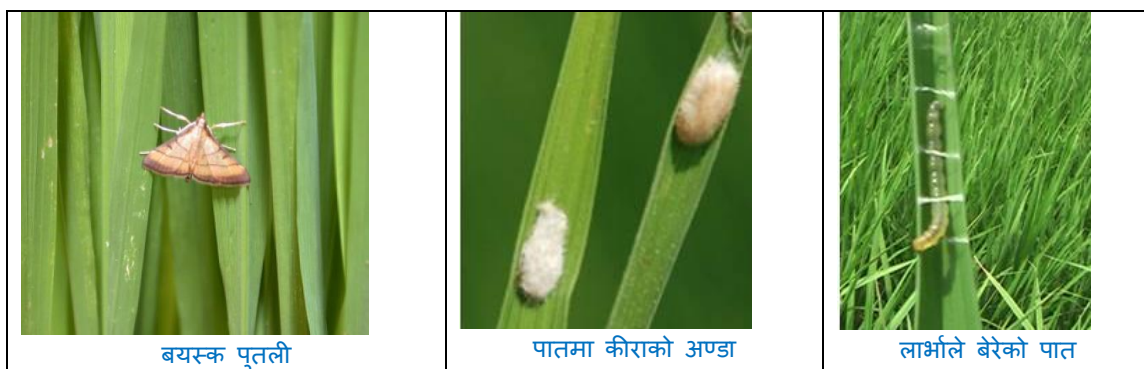 बयस्क पुतली
पातमा कीराको अण्डा
लार्भाले बेरेको पात